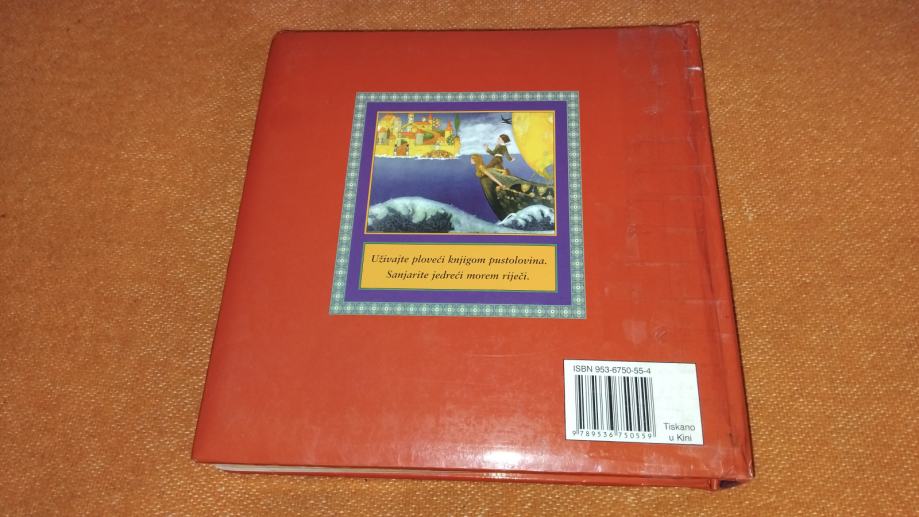 Uživajte ploveći knjigom pustolovina.
Sanjarite jedreći morem riječi.
ISBN 953-6750-55-4
9 789536 750559
Tiskano
u Kini